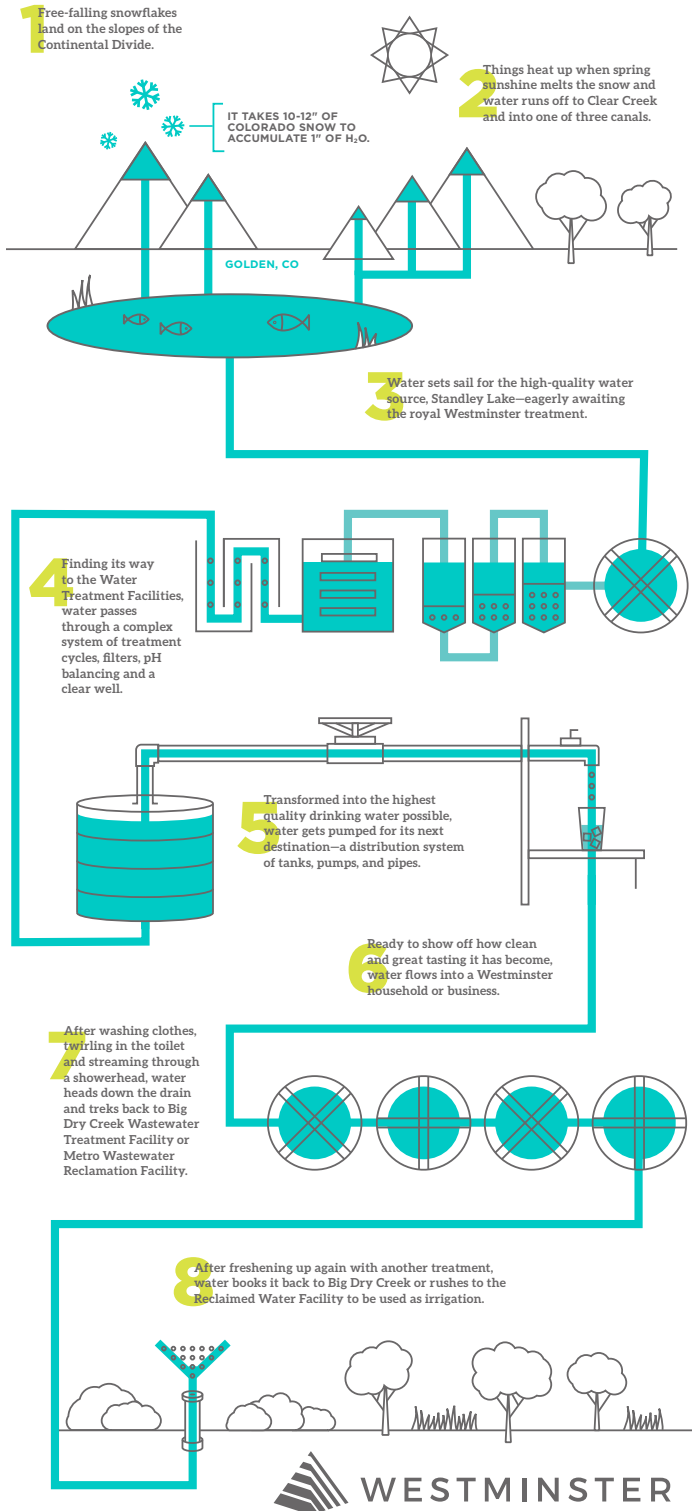 1
Free-falling snowflakes
land on the slopes of the
Continental Divide.
2
Things heat up when spring
sunshine melts the snow and
water runs off to Clear Creek
and into one of three canals.
IT TAKES 10-12" OF
COLORADO SNOW TO
ACCUMULATE 1" OF H₂O.
GOLDEN, CO
3
Water sets sail for the high-quality water
source, Standley Lake—eagerly awaiting
the royal Westminster treatment.
4
Finding its way
to the Water
Treatment Facilities,
water passes
through a complex
system of treatment
cycles, filters, pH
balancing and a
clear well.
5
Transformed into the highest
quality drinking water possible,
water gets pumped for its next
destination—a distribution system
of tanks, pumps, and pipes.
6
Ready to show off how clean
and great tasting it has become,
water flows into a Westminster
household or business.
7
After washing clothes,
twirling in the toilet
and streaming through
a showerhead, water
heads down the drain
and treks back to Big
Dry Creek Wastewater
Treatment Facility or
Metro Wastewater
Reclamation Facility.
8
After freshening up again with another treatment,
water books it back to Big Dry Creek or rushes to the
Reclaimed Water Facility to be used as irrigation.
WESTMINSTER